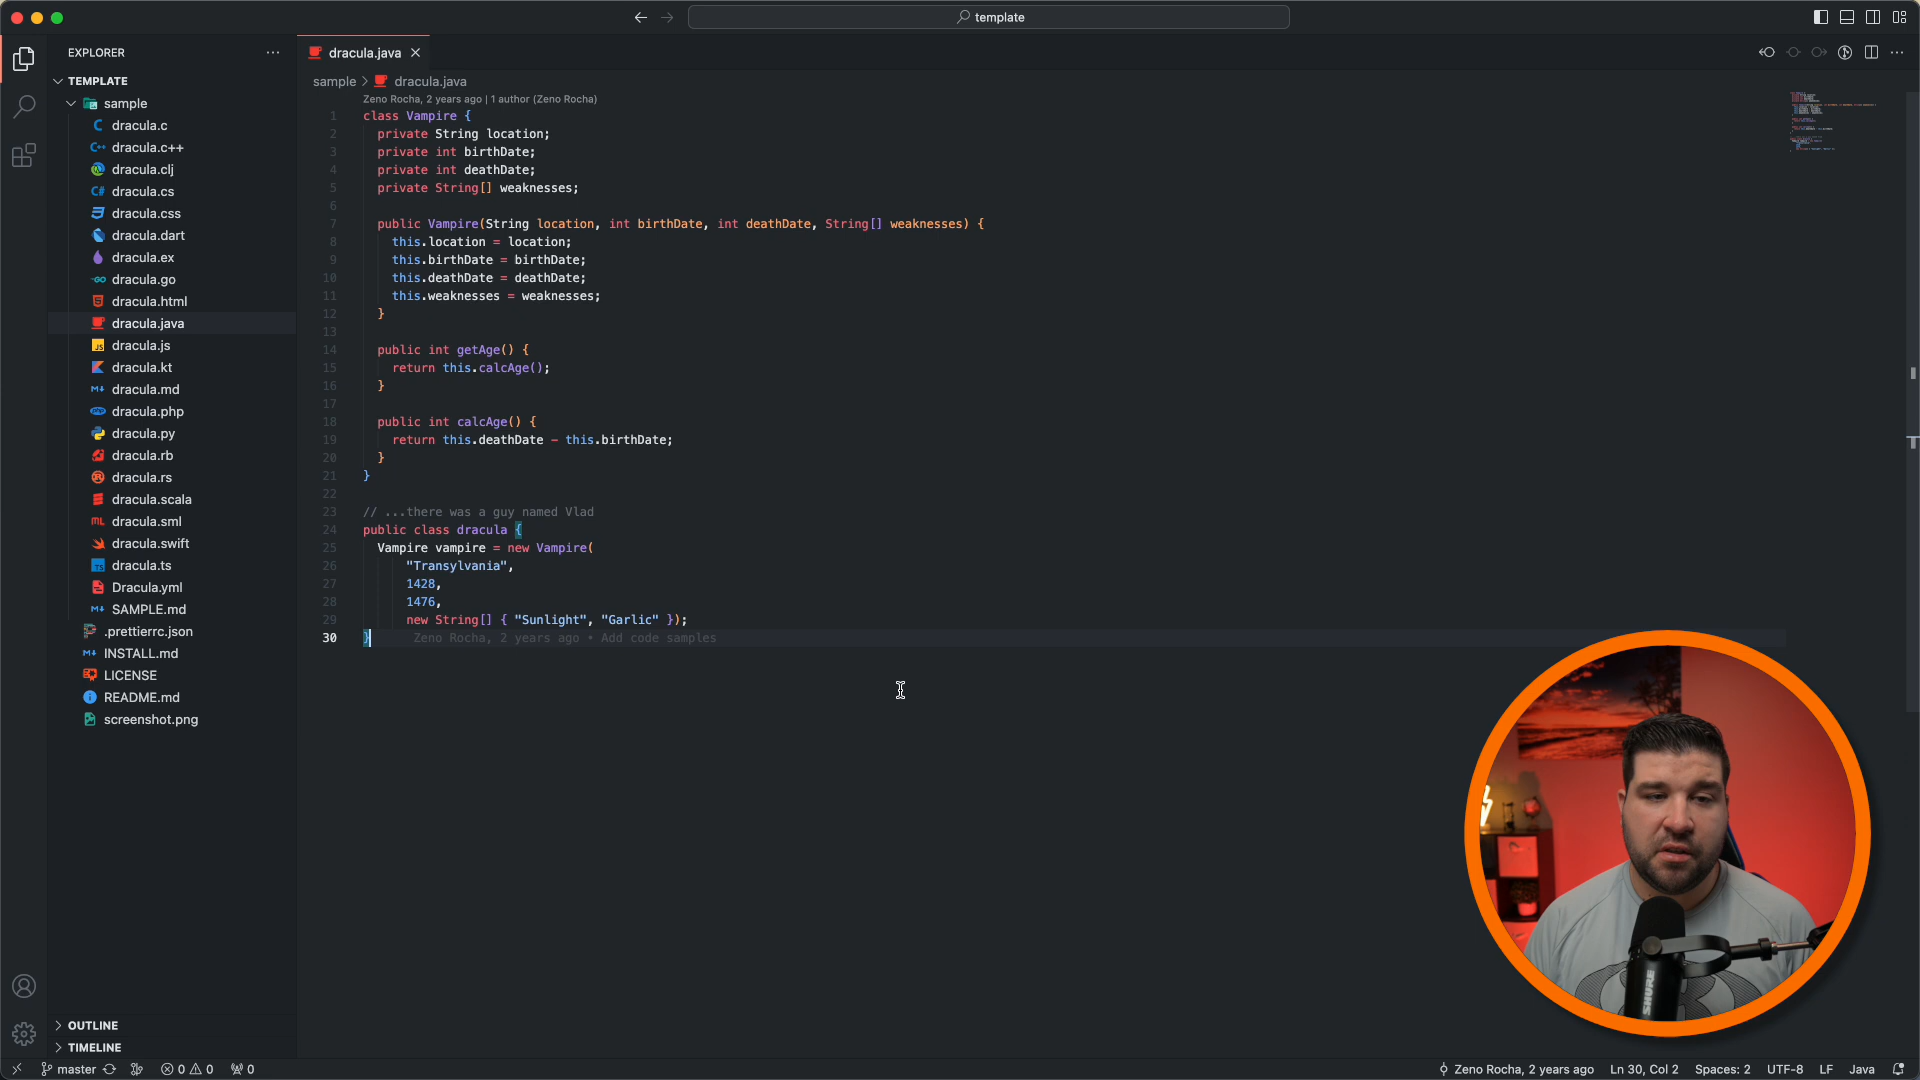 template
EXPLORER
dracula.java
TEMPLATE
sample
dracula.c
dracula.c++
dracula.clj
dracula.cs
dracula.css
dracula.dart
dracula.ex
dracula.go
dracula.html
dracula.java
dracula.js
dracula.kt
dracula.md
dracula.php
dracula.py
dracula.rb
dracula.rs
dracula.scala
dracula.sml
dracula.swift
dracula.ts
Dracula.yml
SAMPLE.md
.prettierrc.json
INSTALL.md
LICENSE
README.md
screenshot.png
OUTLINE
TIMELINE
sample > dracula.java
Zeno Rocha, 2 years ago | 1 author (Zeno Rocha)
1 class Vampire {
2 private String location;
3 private int birthDate;
4 private int deathDate;
5 private String[] weaknesses;
6
7 public Vampire(String location, int birthDate, int deathDate, String[] weaknesses) {
8 this.location = location;
9 this.birthDate = birthDate;
10 this.deathDate = deathDate;
11 this.weaknesses = weaknesses;
12 }
13
14 public int getAge() {
15 return this.calcAge();
16 }
17
18 public int calcAge() {
19 return this.deathDate - this.birthDate;
20 }
21 }
22
23 // ...there was a guy named Vlad
24 public class dracula {
25 Vampire vampire = new Vampire(
26 "Transylvania",
27 1428,
28 1476,
29 new String[] { "Sunlight", "Garlic" });
30 } Zeno Rocha, 2 years ago • Add code samples
SHURE
master 0 0 0 Zeno Rocha, 2 years ago Ln 30, Col 2 Spaces: 2 UTF-8 LF Java